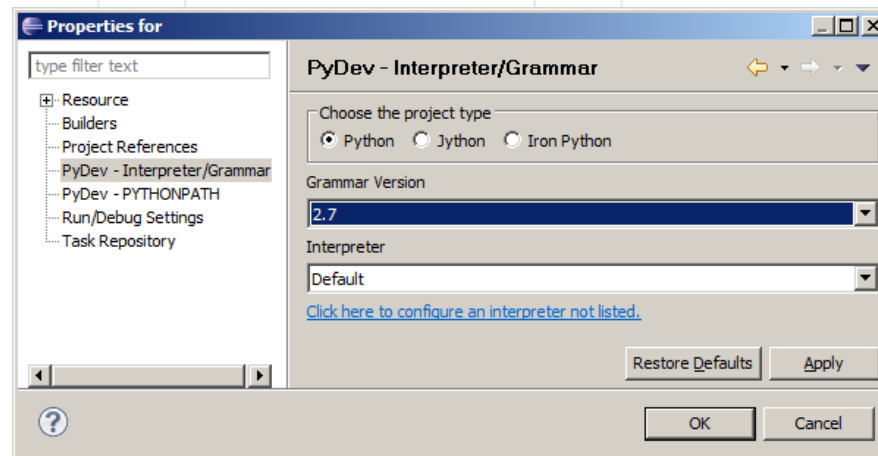 Properties for
type filter text
Resource
Builders
Project References
PyDev - Interpreter/Grammar
PyDev - PYTHONPATH
Run/Debug Settings
Task Repository
PyDev - Interpreter/Grammar
Choose the project type
Python Jython Iron Python
Grammar Version
2.7
Interpreter
Default
Click here to configure an interpreter not listed.
Restore Defaults Apply
? OK Cancel